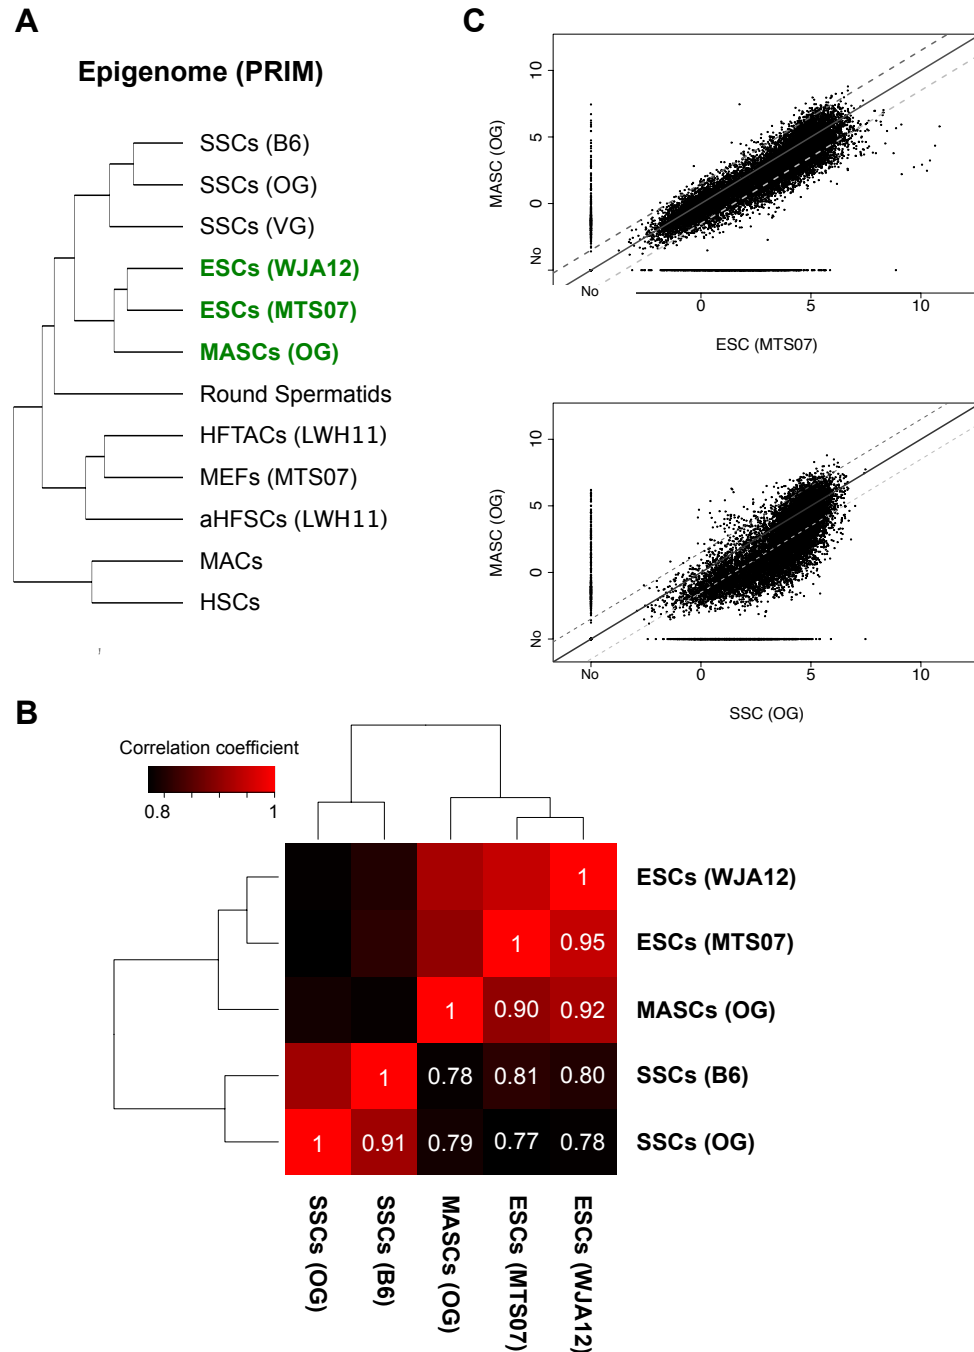 A
Epigenome (PRIM)
SSCs (B6)
SSCs (OG)
SSCs (VG)
ESCs (WJA12)
ESCs (MTS07)
MASCs (OG)
Round Spermatids
HFTACs (LWH11)
MEFs (MTS07)
aHFSCs (LWH11)
MACs
HSCs
C
MASC (OG)
10
5
0
No
No
0
5
10
ESC (MTS07)
MASC (OG)
10
5
0
No
No
0
5
10
SSC (OG)
B
Correlation coefficient
0.8
1
1
ESCs (WJA12)
1
0.95
ESCs (MTS07)
1
0.90
0.92
MASCs (OG)
1
0.78
0.81
0.80
SSCs (B6)
1
0.91
0.79
0.77
0.78
SSCs (OG)
SSCs (OG)
SSCs (B6)
MASCs (OG)
ESCs (MTS07)
ESCs (WJA12)